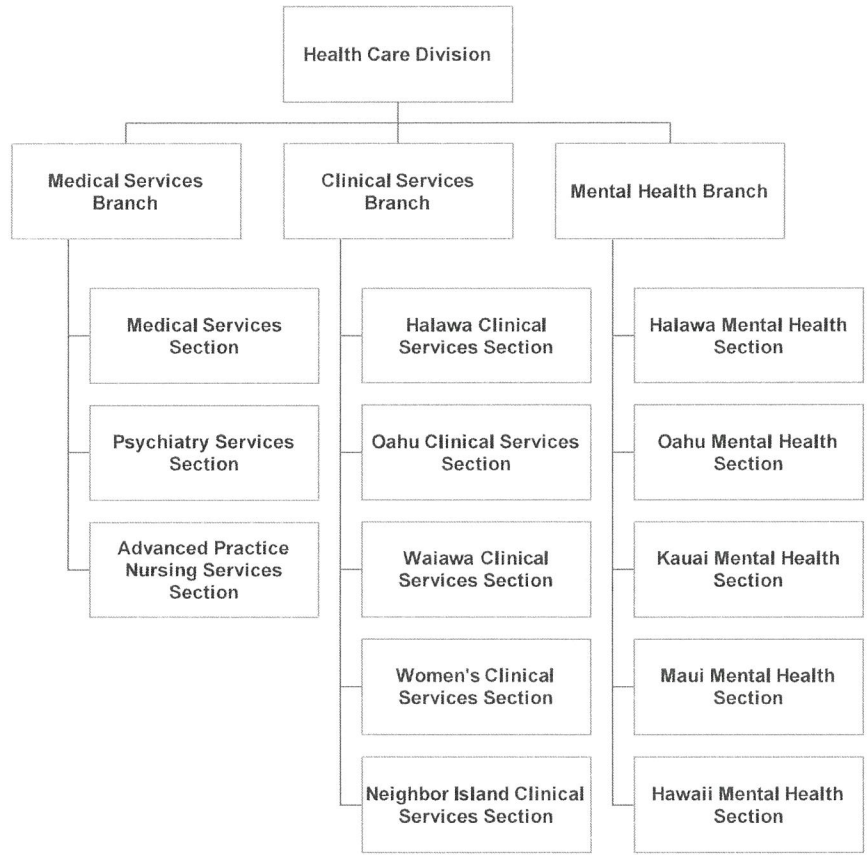 Health Care Division
Medical Services
Branch
Clinical Services
Branch
Mental Health Branch
Medical Services
Section
Psychiatry Services
Section
Advanced Practice
Nursing Services
Section
Halawa Clinical
Services Section
Oahu Clinical Services
Section
Waiawa Clinical
Services Section
Women's Clinical
Services Section
Neighbor Island Clinical
Services Section
Halawa Mental Health
Section
Oahu Mental Health
Section
Kauai Mental Health
Section
Maui Mental Health
Section
Hawaii Mental Health
Section